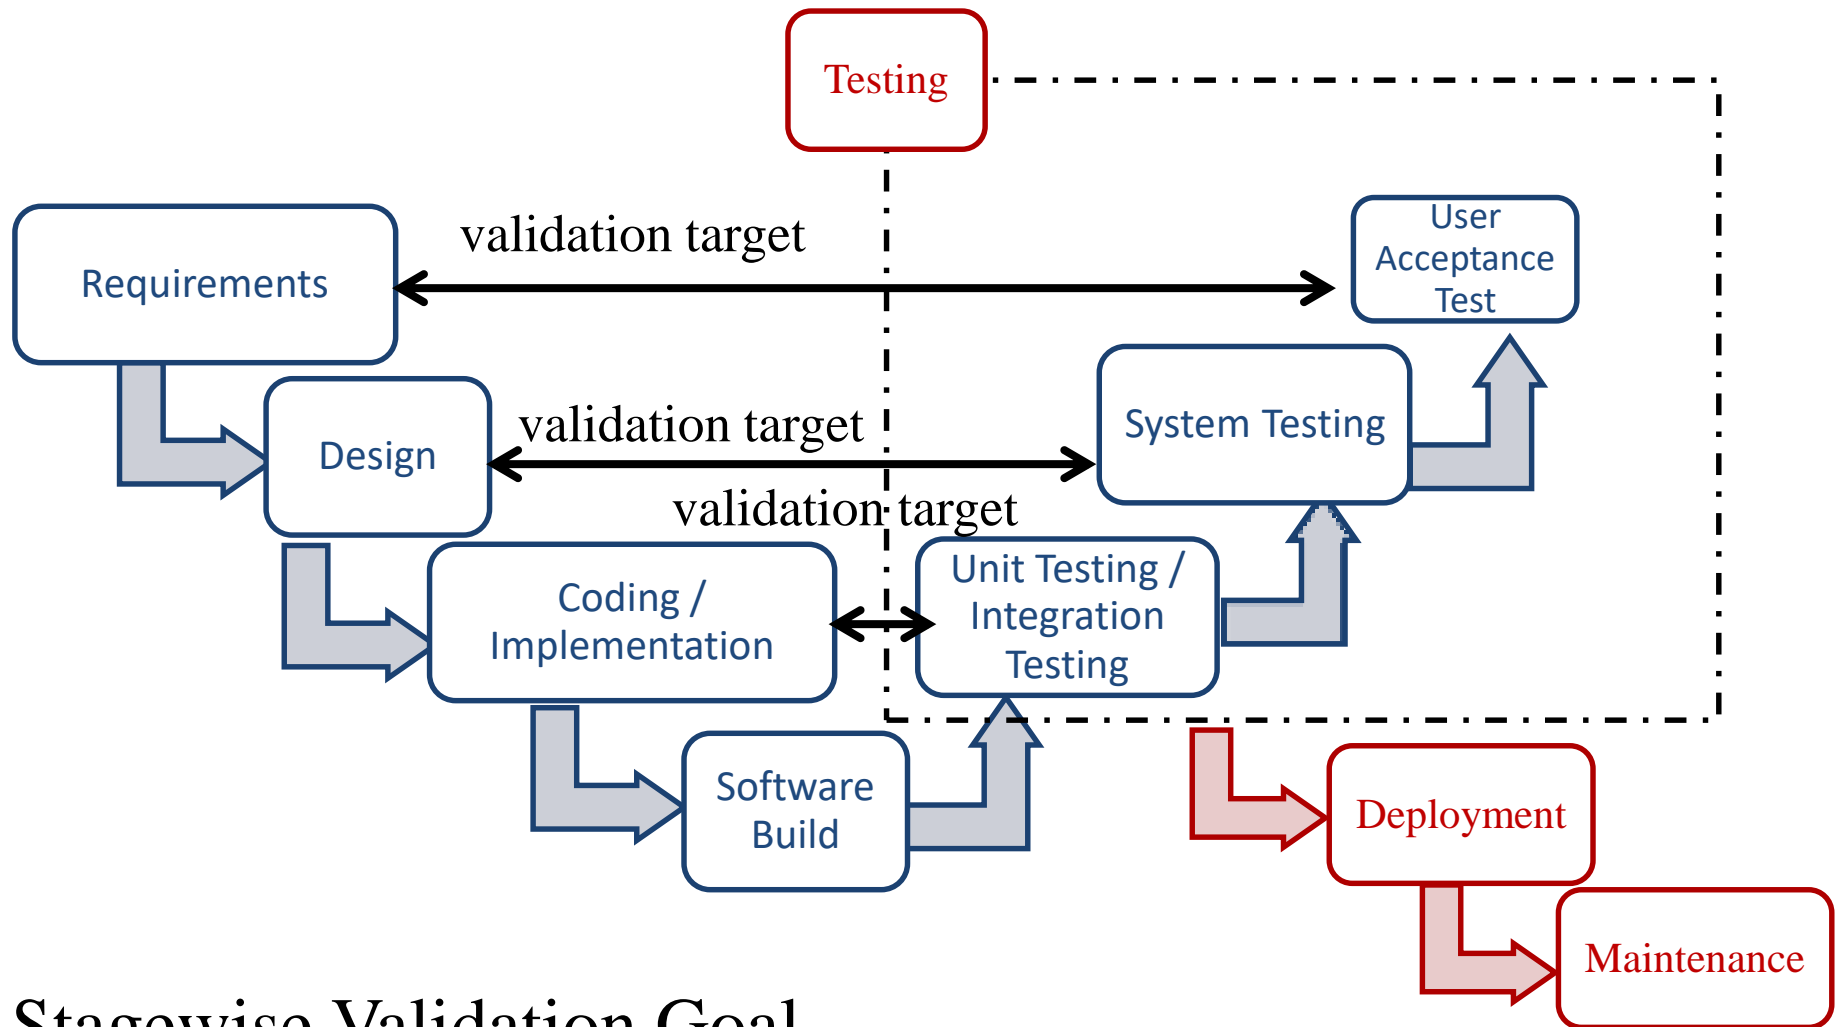 Testing
validation target
User
Acceptance
Test
Requirements
validation target
System Testing
Design
validation target
Unit Testing /
Integration
Testing
Coding /
Implementation
Software
Build
Deployment
Maintenance
Stagewise Validation Goal